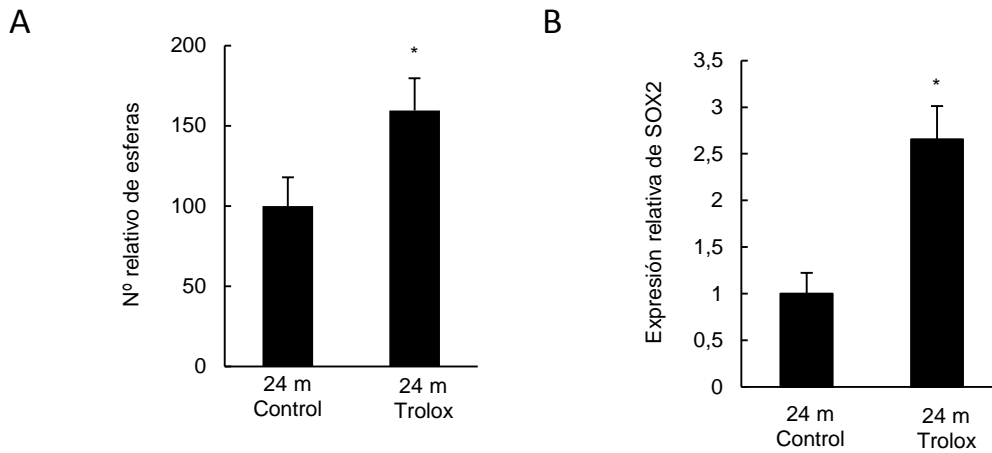 A
Nº relativo de esferas
200
150
100
50
0
*
24 m
Control
24 m
Trolox
B
Expresión relativa de SOX2
3,5
3
2,5
2
1,5
1
0,5
0
*
24 m
Control
24 m
Trolox